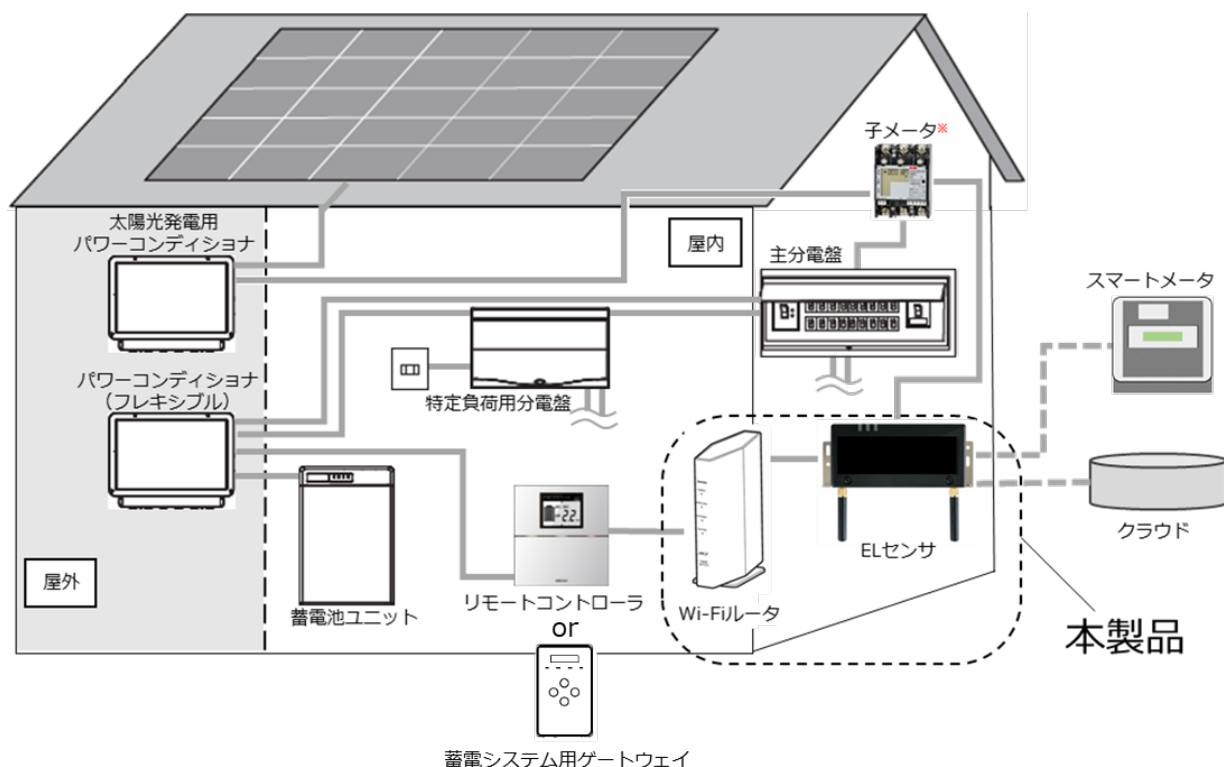 子メータ※
太陽光発電用
パワーコンディショナ
屋内
主分電盤
スマートメータ
パワーコンディショナ
（フレキシブル）
特定負荷用分電盤
クラウド
ELセンサ
屋外
蓄電池ユニット
リモートコントローラ
Wi-Fiルータ
or
本製品
蓄電システム用ゲートウェイ